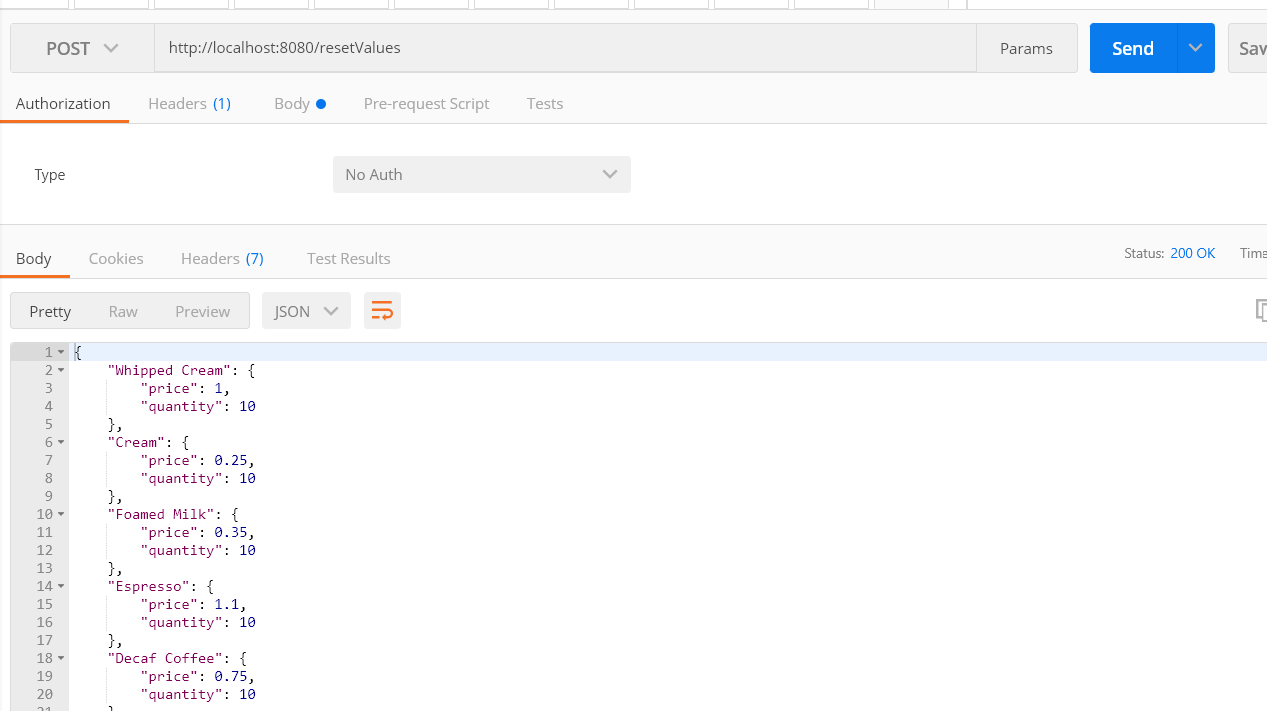 POST http://localhost:8080/resetValues Params Send Sav
Authorization Headers (1) Body Pre-request Script Tests
Type No Auth
Body Cookies Headers (7) Test Results Status: 200 OK Time
Pretty Raw Preview JSON
1 {
2 "Whipped Cream": {
3 "price": 1,
4 "quantity": 10
5 },
6 "Cream": {
7 "price": 0.25,
8 "quantity": 10
9 },
10 "Foamed Milk": {
11 "price": 0.35,
12 "quantity": 10
13 },
14 "Espresso": {
15 "price": 1.1,
16 "quantity": 10
17 },
18 "Decaf Coffee": {
19 "price": 0.75,
20 "quantity": 10